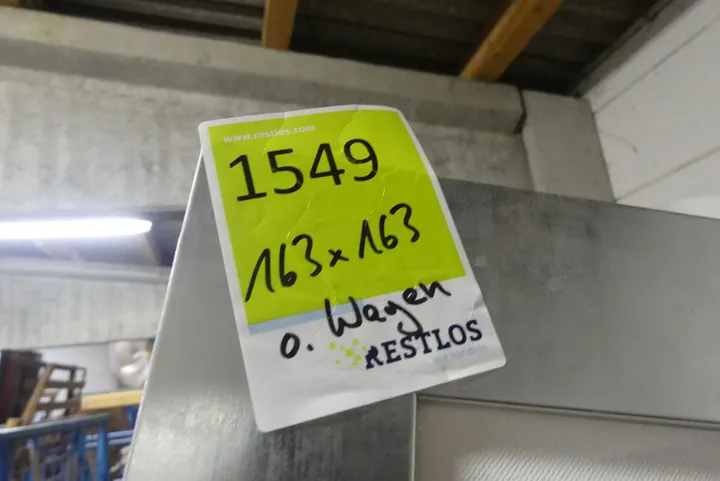 www.restlos.com
1549
163 x 163
o. Wagen
RESTLOS